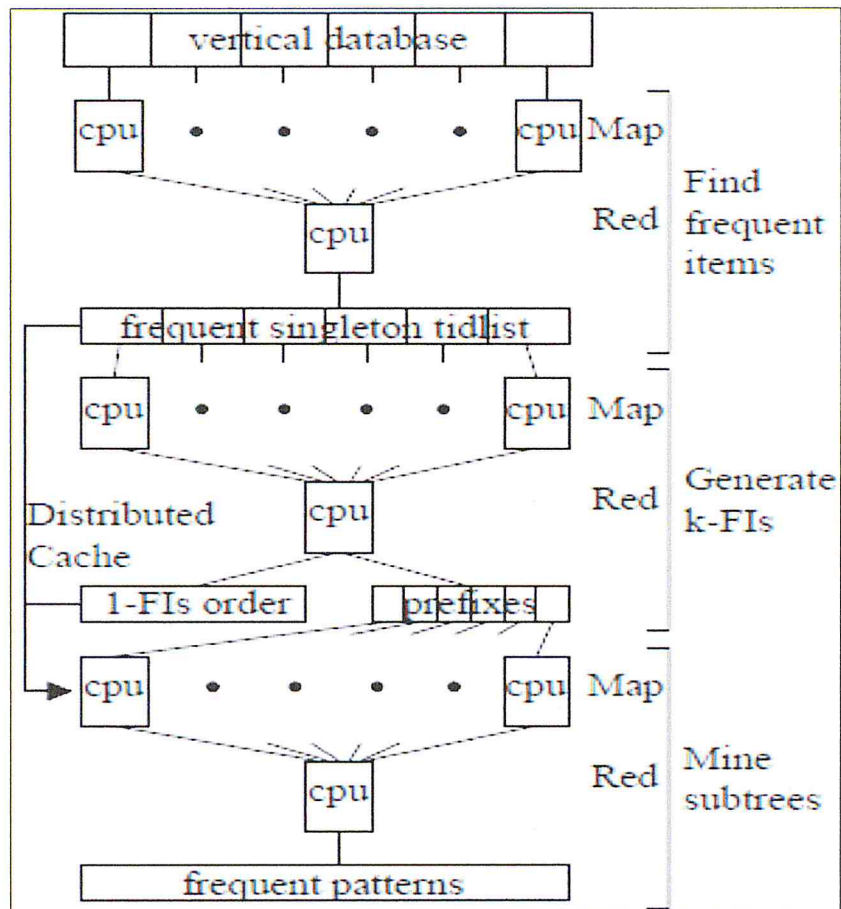 vertical database
cpu
cpu
Map
cpu
Red
Find
frequent
items
frequent singleton tidlist
cpu
cpu
Map
cpu
Red
Generate
k-FIs
Distributed
Cache
1-FIs order
prefixes
cpu
cpu
Map
cpu
Red
Mine
subtrees
frequent patterns